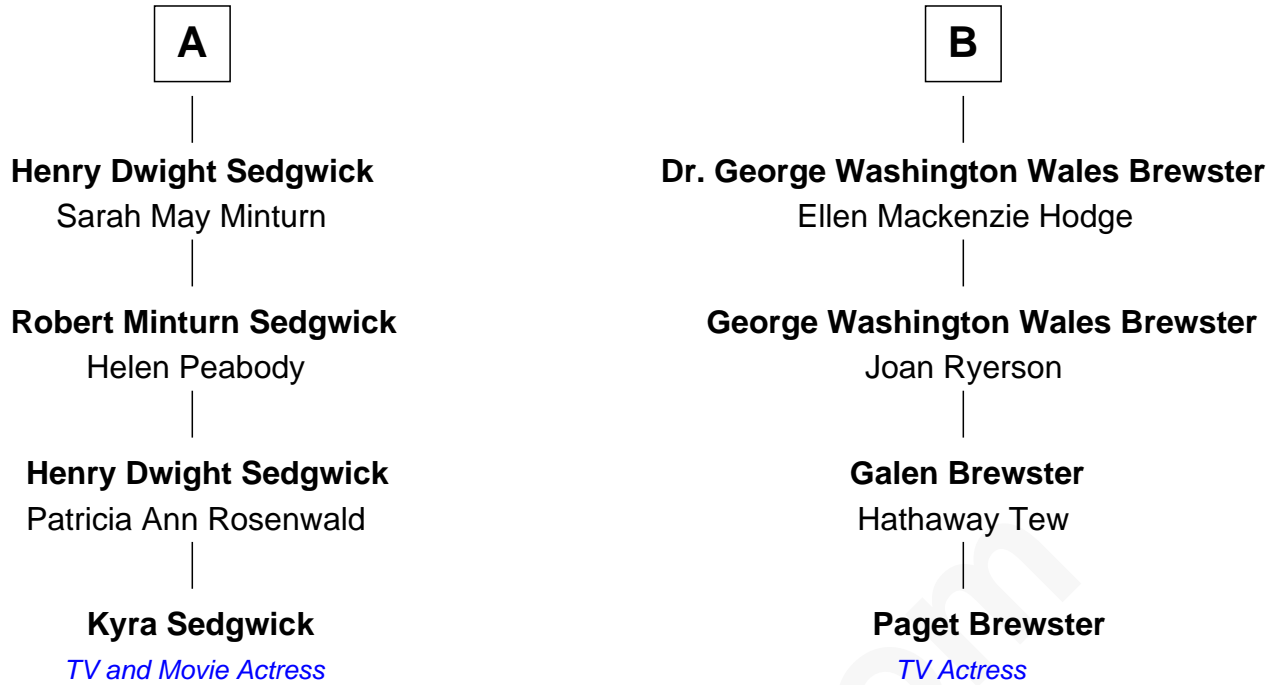 A
Henry Dwight Sedgwick
Sarah May Minturn
Robert Minturn Sedgwick
Helen Peabody
Henry Dwight Sedgwick
Patricia Ann Rosenwald
Kyra Sedgwick
TV and Movie Actress
B
Dr. George Washington Wales Brewster
Ellen Mackenzie Hodge
George Washington Wales Brewster
Joan Ryerson
Galen Brewster
Hathaway Tew
Paget Brewster
TV Actress